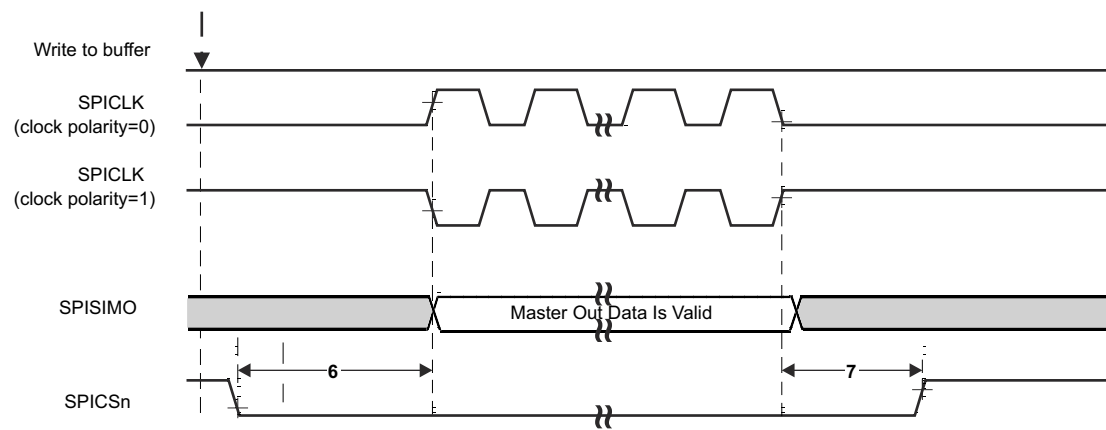 Write to buffer
SPICLK
(clock polarity=0)
SPICLK
(clock polarity=1)
SPISIMO
Master Out Data Is Valid
6
7
SPICSn